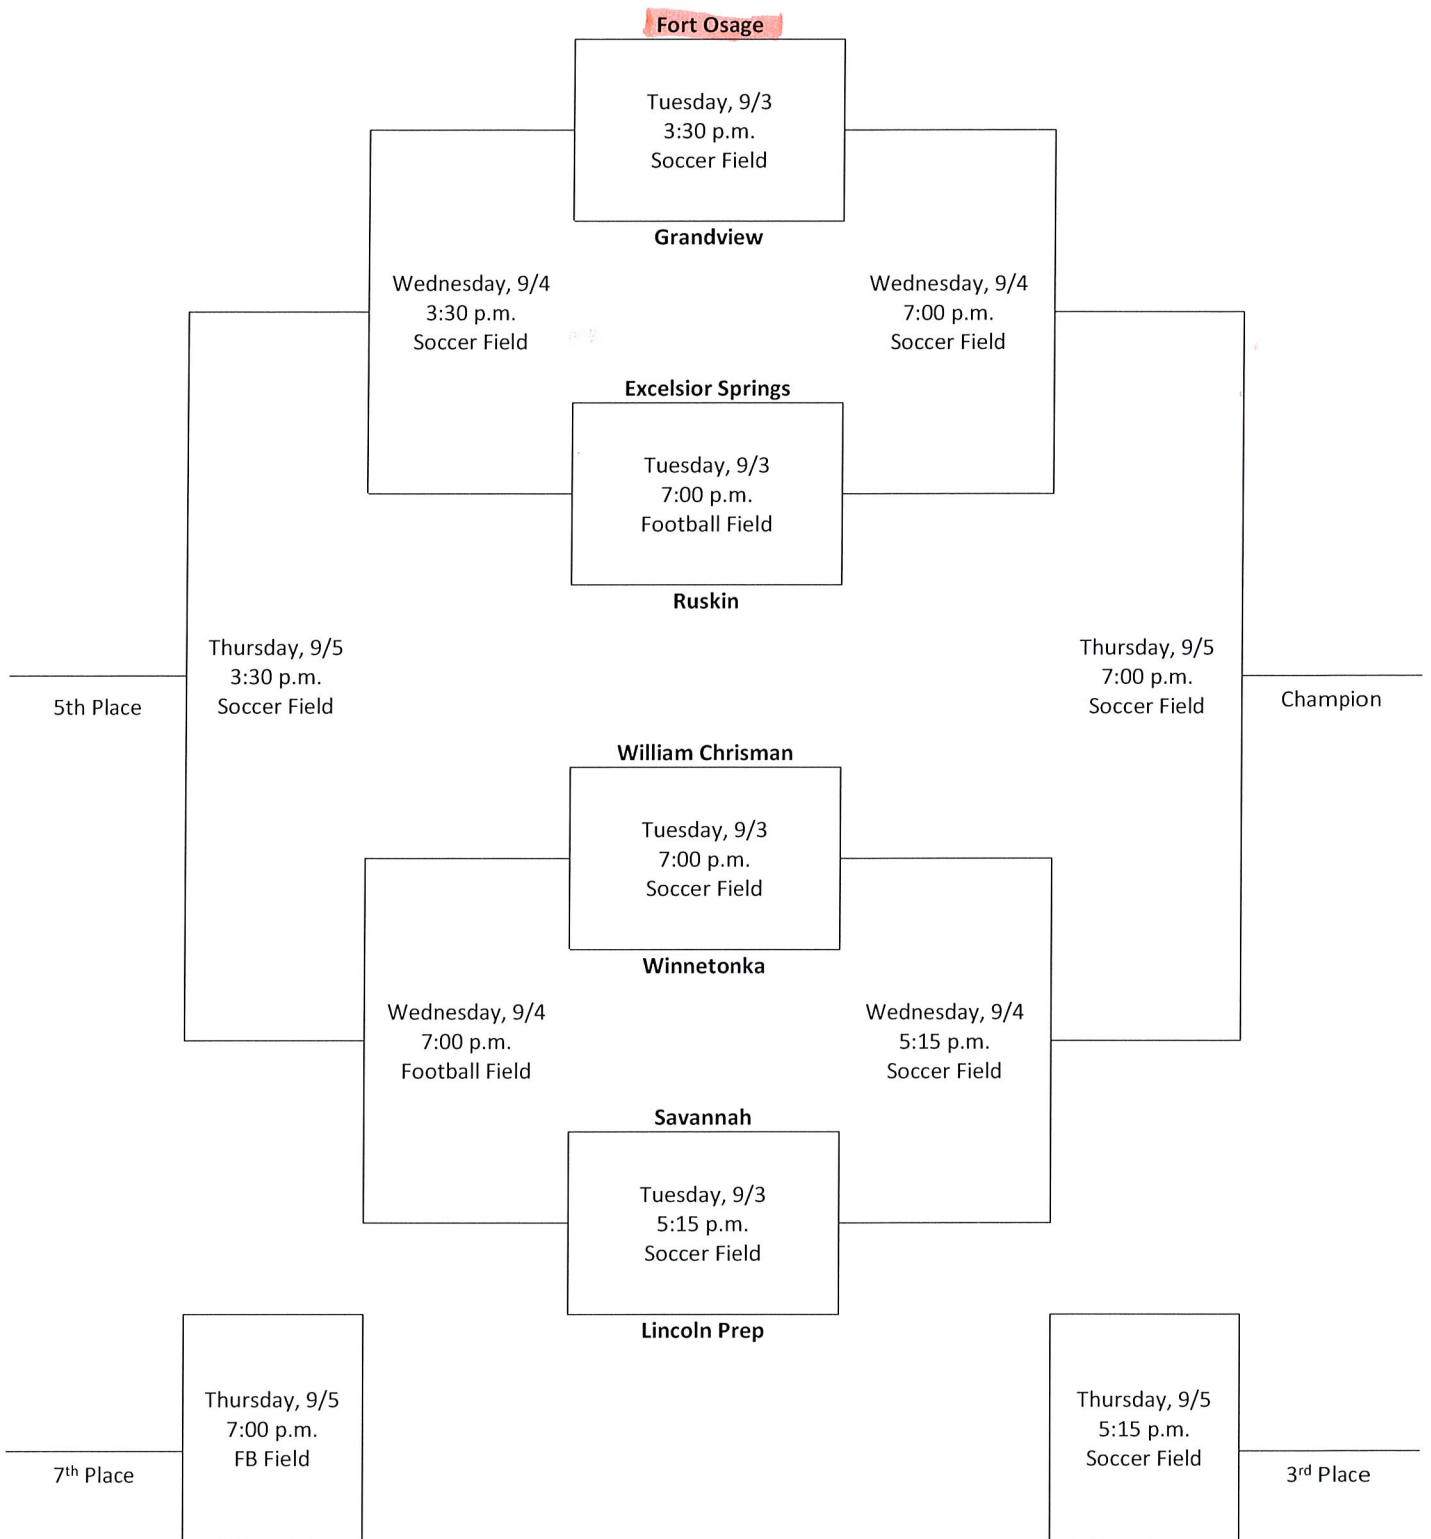 Fort Osage
Tuesday, 9/3
3:30 p.m.
Soccer Field
Grandview
Wednesday, 9/4
3:30 p.m.
Soccer Field
Wednesday, 9/4
7:00 p.m.
Soccer Field
Excelsior Springs
Tuesday, 9/3
7:00 p.m.
Football Field
Ruskin
Thursday, 9/5
3:30 p.m.
Soccer Field
5th Place
Thursday, 9/5
7:00 p.m.
Soccer Field
Champion
William Chrisman
Tuesday, 9/3
7:00 p.m.
Soccer Field
Winnetonka
Wednesday, 9/4
7:00 p.m.
Football Field
Wednesday, 9/4
5:15 p.m.
Soccer Field
Savannah
Tuesday, 9/3
5:15 p.m.
Soccer Field
Lincoln Prep
Thursday, 9/5
7:00 p.m.
FB Field
7th Place
Thursday, 9/5
5:15 p.m.
Soccer Field
3rd Place